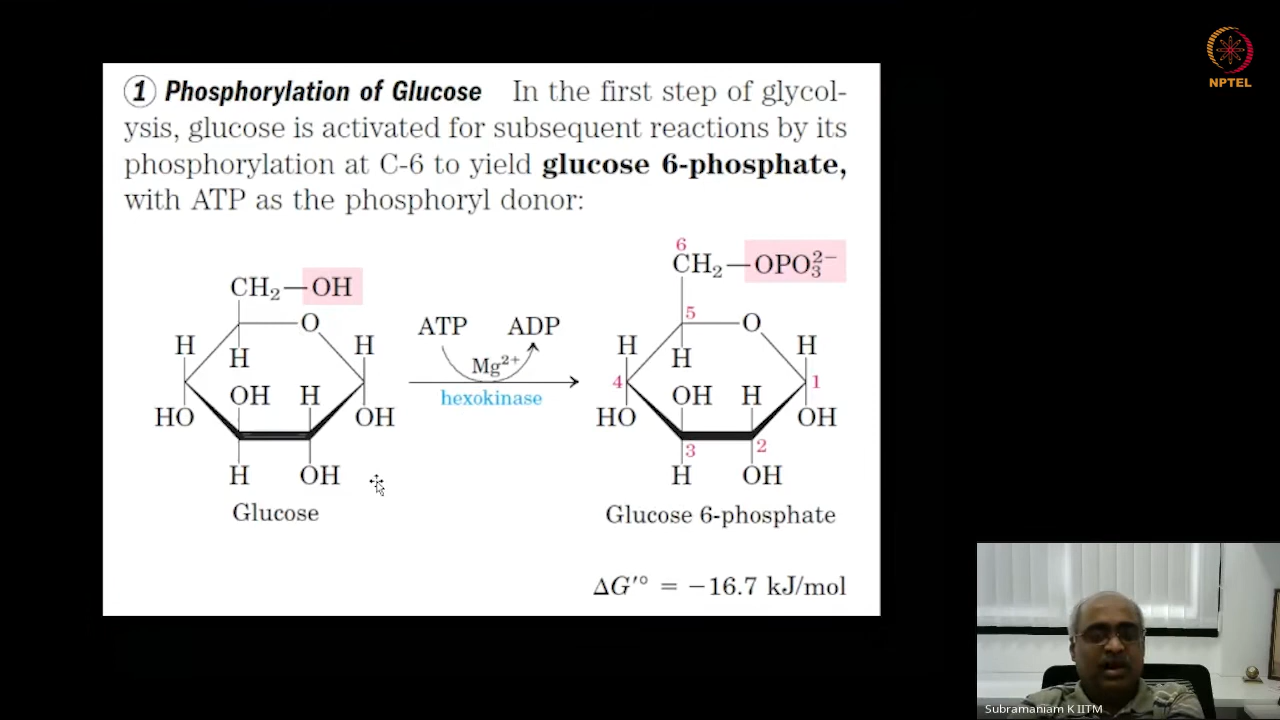 NPTEL
1 Phosphorylation of Glucose In the first step of glycol-
ysis, glucose is activated for subsequent reactions by its
phosphorylation at C-6 to yield glucose 6-phosphate,
with ATP as the phosphoryl donor:
CH₂—OH
O
H
H
H
OH
H
HO
OH
H
OH
Glucose
ATP
ADP
Mg²⁺
hexokinase
6
CH₂—OPO₃²⁻
5
O
H
H
H
4
1
OH
H
HO
OH
3
2
H
OH
Glucose 6-phosphate
ΔG′° = −16.7 kJ/mol
Subramaniam K IITM